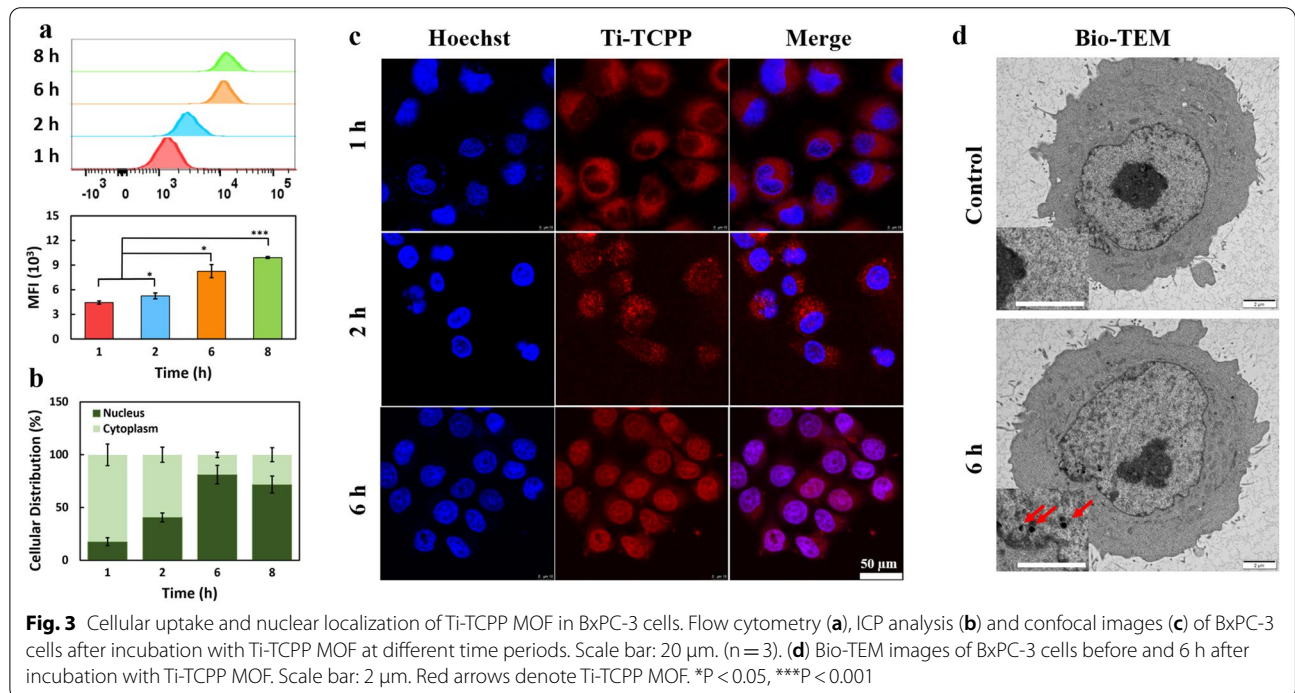 a
8 h
6 h
2 h
1 h
-10³ 0 10³ 10⁴ 10⁵
15
12
9
6
3
0
MFI (10³)
* * ***
1 2 6 8
Time (h)
b
150
100
50
0
Cellular Distribution (%)
Nucleus
Cytoplasm
1 2 6 8
Time (h)
c
Hoechst Ti-TCPP Merge
1 h
2 h
6 h
50 µm
d
Bio-TEM
Control
2 µm
6 h
2 µm
Fig. 3 Cellular uptake and nuclear localization of Ti-TCPP MOF in BxPC-3 cells. Flow cytometry (a), ICP analysis (b) and confocal images (c) of BxPC-3
cells after incubation with Ti-TCPP MOF at different time periods. Scale bar: 20 μm. (n = 3). (d) Bio-TEM images of BxPC-3 cells before and 6 h after
incubation with Ti-TCPP MOF. Scale bar: 2 μm. Red arrows denote Ti-TCPP MOF. *P < 0.05, ***P < 0.001